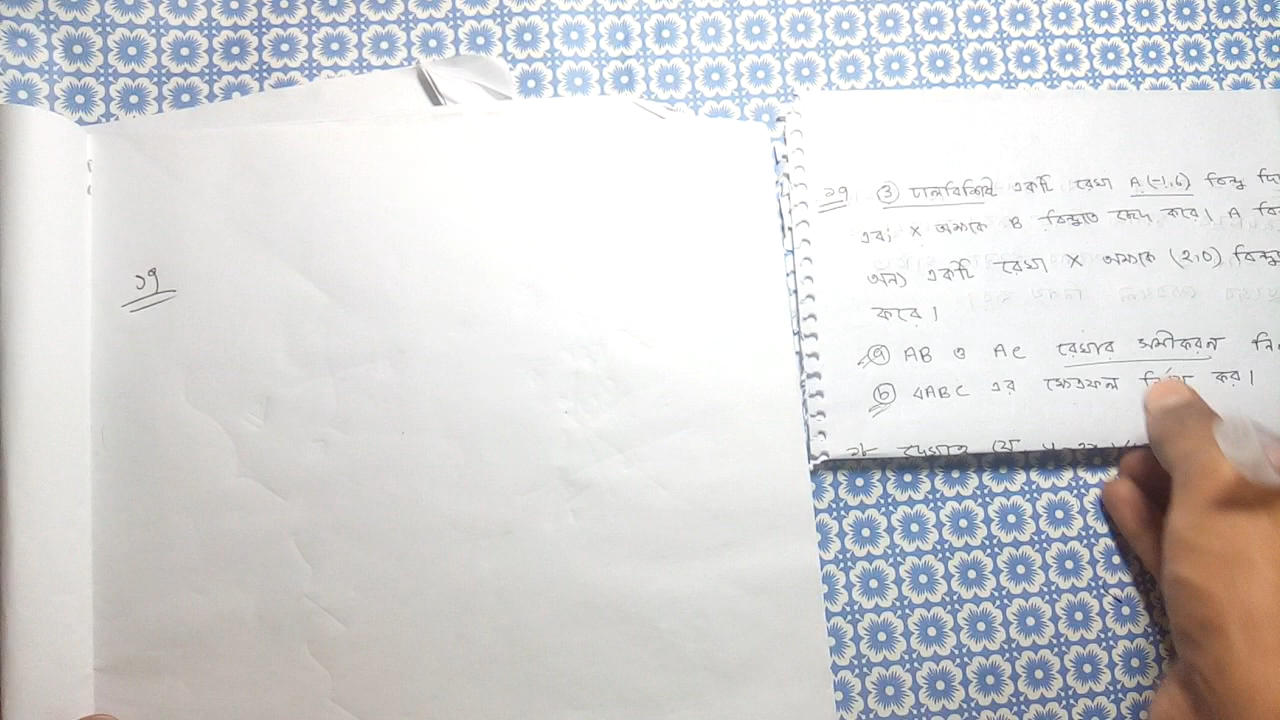 ১৭
১৭ ③ ঢালবিশিষ্ট একটি রেখা A(-1,6) বিন্দু দি
এবং x অক্ষকে B বিন্দুতে ছেদ করে। A বি
অন্য একটি রেখা x অক্ষকে (2,0) বিন্দু
করে।
ⓐ AB ও AC রেখার সমীকরণ নি
ⓑ ◁ABC এর ক্ষেত্রফল নির্ণয় কর।
১৮ দেখাও যে